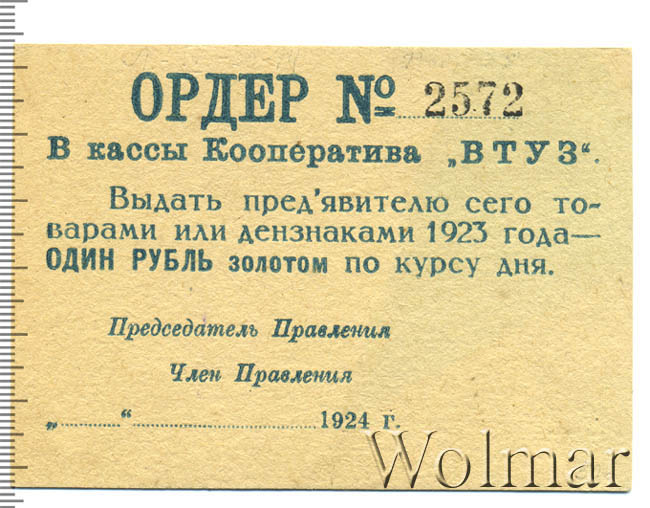 ОРДЕР № 2572
В кассы Кооператива „ВТУЗ“.
Выдать пред'явителю сего то-
варами или дензнаками 1923 года—
ОДИН РУБЛЬ золотом по курсу дня.
Председатель Правления
Член Правления
„.........“........................1924 г.
Wolmar